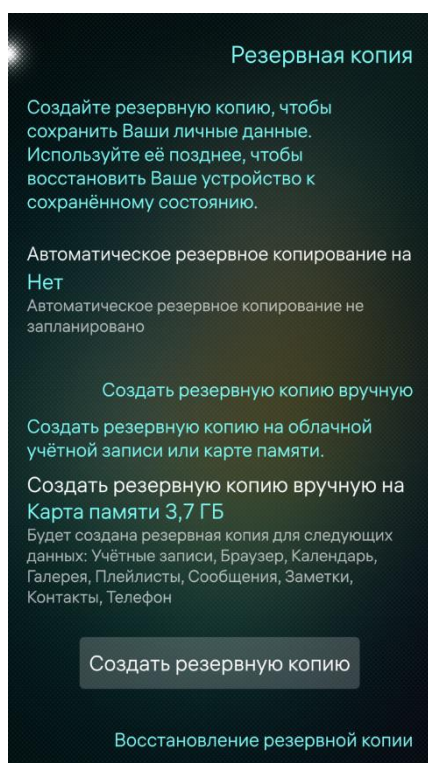 Резервная копия
Создайте резервную копию, чтобы
сохранить Ваши личные данные.
Используйте её позднее, чтобы
восстановить Ваше устройство к
сохранённому состоянию.
Автоматическое резервное копирование на
Нет
Автоматическое резервное копирование не
запланировано
Создать резервную копию вручную
Создать резервную копию на облачной
учётной записи или карте памяти.
Создать резервную копию вручную на
Карта памяти 3,7 ГБ
Будет создана резервная копия для следующих
данных: Учётные записи, Браузер, Календарь,
Галерея, Плейлисты, Сообщения, Заметки,
Контакты, Телефон
Создать резервную копию
Восстановление резервной копии